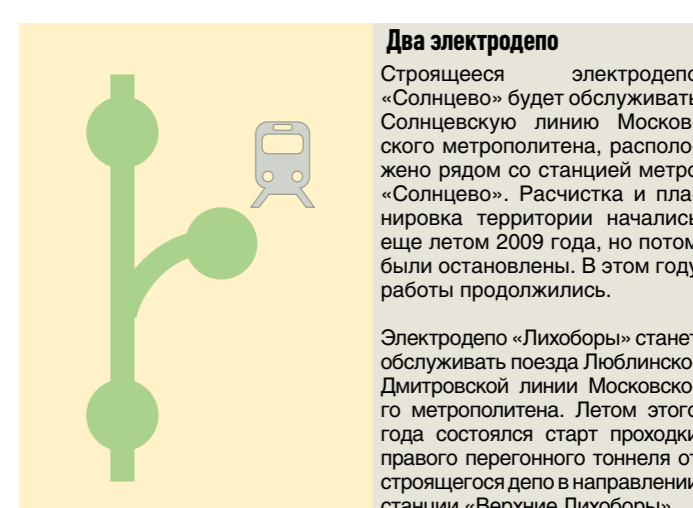 Два электродепо
Строящееся электродепо
«Солнцево» будет обслуживать
Солнцевскую линию Москов-
ского метрополитена, располо-
жено рядом со станцией метро
«Солнцево». Расчистка и пла-
нировка территории начались
еще летом 2009 года, но потом
были остановлены. В этом году
работы продолжились.
Электродепо «Лихоборы» станет
обслуживать поезда Люблинско-
Дмитровской линии Московско-
го метрополитена. Летом этого
года состоялся старт проходки
правого перегонного тоннеля от
строящегося депо в направлении
станции «Верхние Лихоборы».